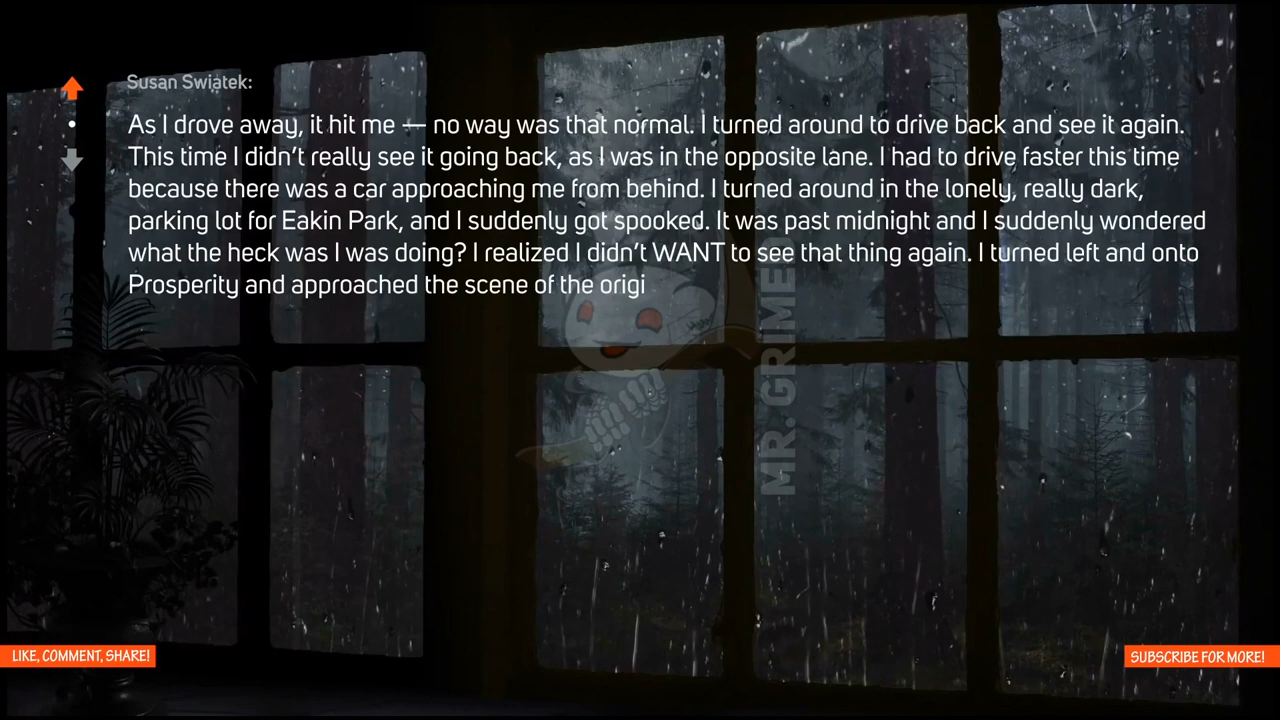 Susan Swiatek:
As I drove away, it hit me — no way was that normal. I turned around to drive back and see it again.
This time I didn't really see it going back, as I was in the opposite lane. I had to drive faster this time
because there was a car approaching me from behind. I turned around in the lonely, really dark,
parking lot for Eakin Park, and I suddenly got spooked. It was past midnight and I suddenly wondered
what the heck was I was doing? I realized I didn't WANT to see that thing again. I turned left and onto
Prosperity and approached the scene of the origi
MR. GRIMER
LIKE, COMMENT, SHARE!
SUBSCRIBE FOR MORE!